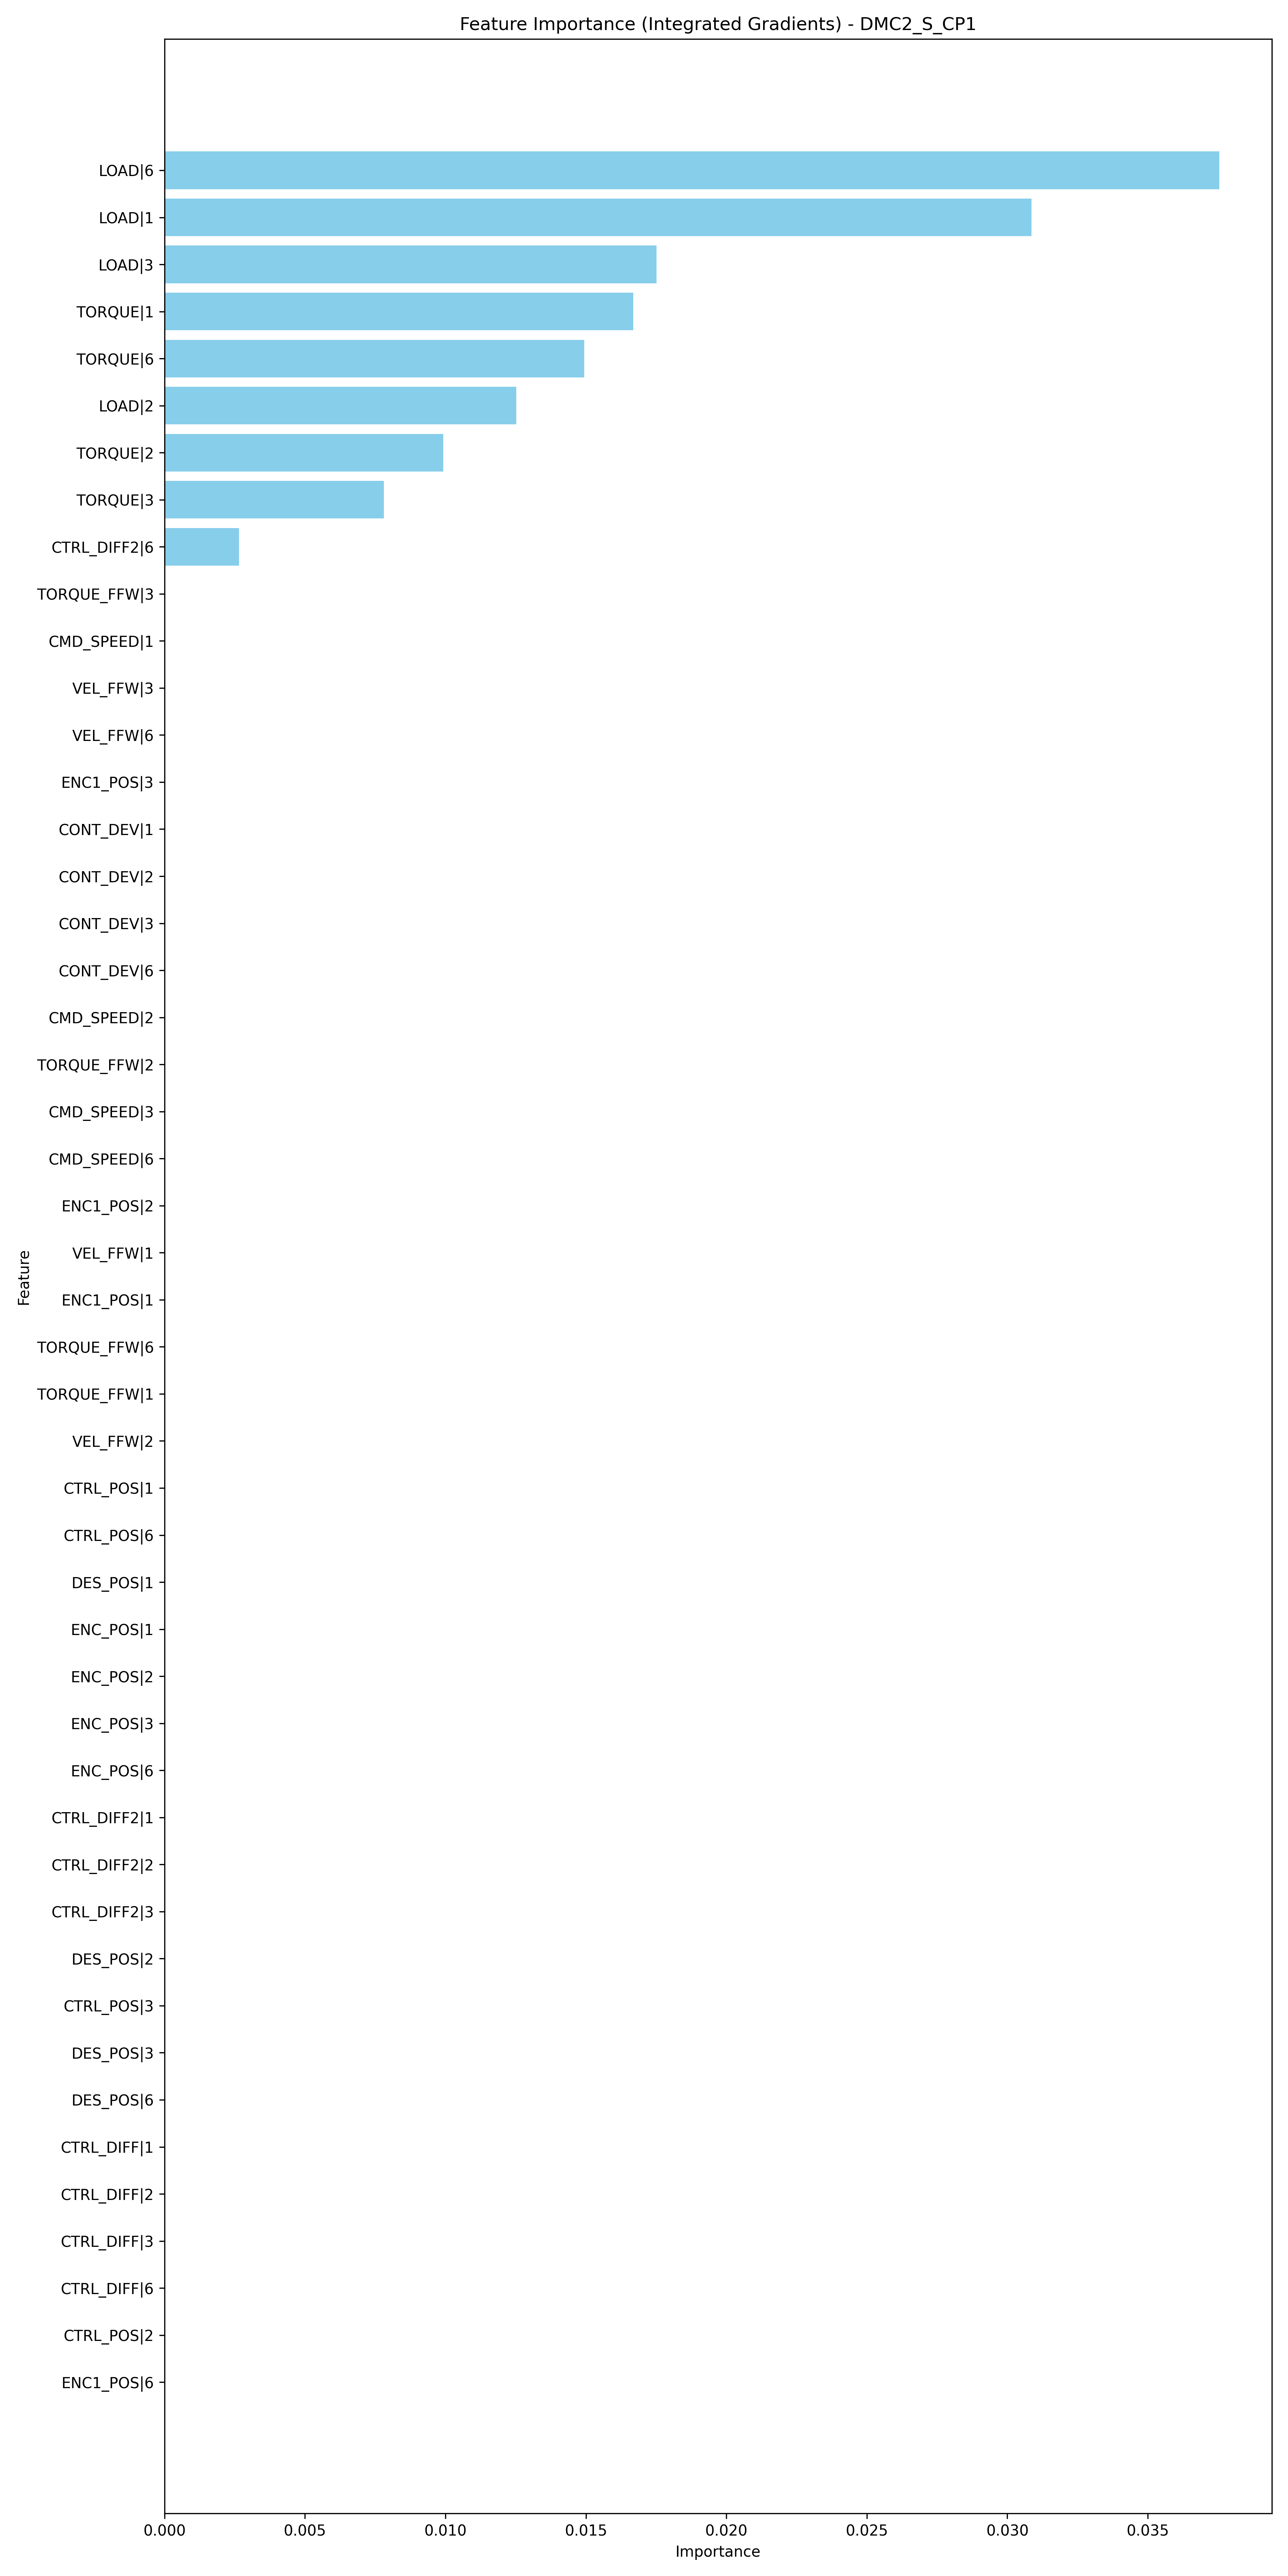 Feature Importance (Integrated Gradients) - DMC2_S_CP1
LOAD|6
LOAD|1
LOAD|3
TORQUE|1
TORQUE|6
LOAD|2
TORQUE|2
TORQUE|3
CTRL_DIFF2|6
TORQUE_FFW|3
CMD_SPEED|1
VEL_FFW|3
VEL_FFW|6
ENC1_POS|3
CONT_DEV|1
CONT_DEV|2
CONT_DEV|3
CONT_DEV|6
CMD_SPEED|2
TORQUE_FFW|2
CMD_SPEED|3
CMD_SPEED|6
ENC1_POS|2
VEL_FFW|1
ENC1_POS|1
TORQUE_FFW|6
TORQUE_FFW|1
VEL_FFW|2
CTRL_POS|1
CTRL_POS|6
DES_POS|1
ENC_POS|1
ENC_POS|2
ENC_POS|3
ENC_POS|6
CTRL_DIFF2|1
CTRL_DIFF2|2
CTRL_DIFF2|3
DES_POS|2
CTRL_POS|3
DES_POS|3
DES_POS|6
CTRL_DIFF|1
CTRL_DIFF|2
CTRL_DIFF|3
CTRL_DIFF|6
CTRL_POS|2
ENC1_POS|6
Feature
0.000 0.005 0.010 0.015 0.020 0.025 0.030 0.035
Importance